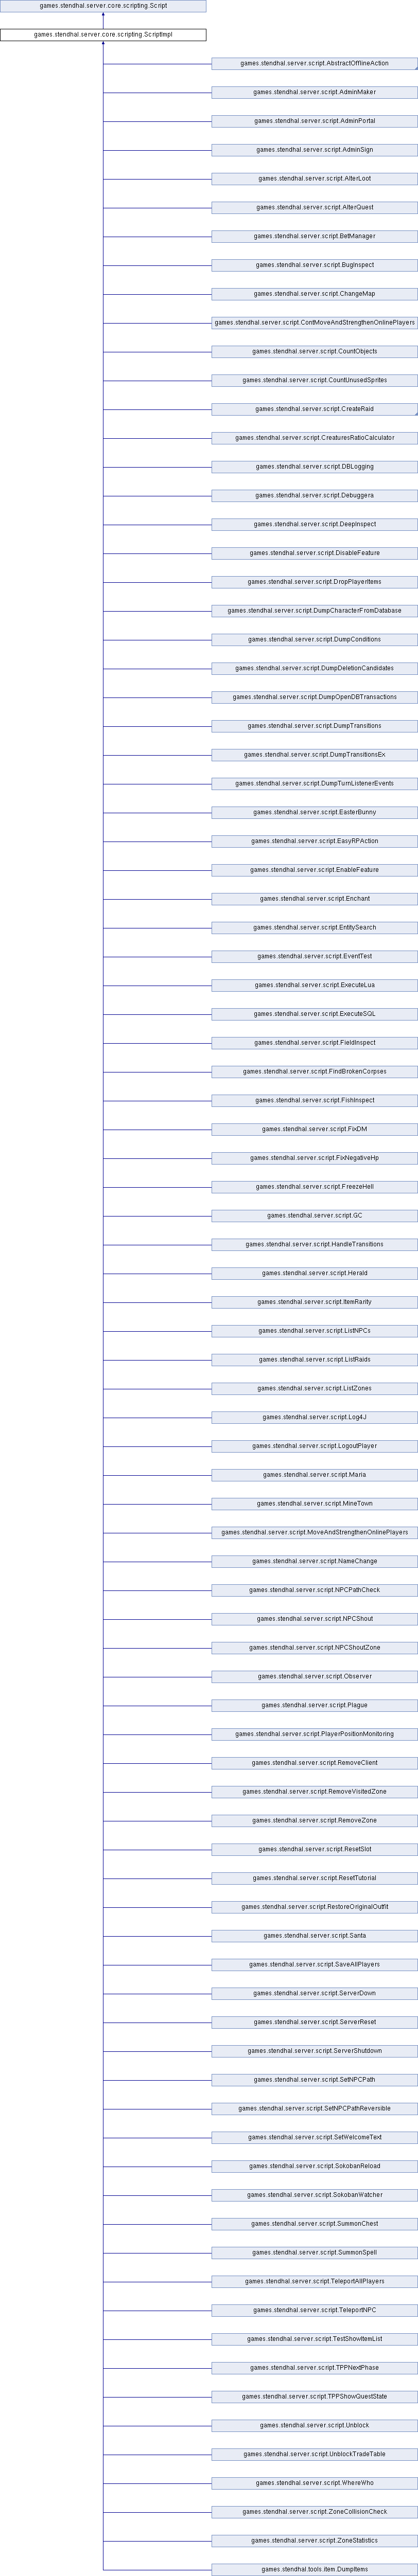 games.stendhal.server.core.scripting.Script
games.stendhal.server.core.scripting.ScriptImpl
games.stendhal.server.script.AbstractOfflineAction
games.stendhal.server.script.AdminMaker
games.stendhal.server.script.AdminPortal
games.stendhal.server.script.AdminSign
games.stendhal.server.script.AlterLoot
games.stendhal.server.script.AlterQuest
games.stendhal.server.script.BetManager
games.stendhal.server.script.BugInspect
games.stendhal.server.script.ChangeMap
games.stendhal.server.script.ContMoveAndStrengthenOnlinePlayers
games.stendhal.server.script.CountObjects
games.stendhal.server.script.CountUnusedSprites
games.stendhal.server.script.CreateRaid
games.stendhal.server.script.CreaturesRatioCalculator
games.stendhal.server.script.DBLogging
games.stendhal.server.script.Debuggera
games.stendhal.server.script.DeepInspect
games.stendhal.server.script.DisableFeature
games.stendhal.server.script.DropPlayerItems
games.stendhal.server.script.DumpCharacterFromDatabase
games.stendhal.server.script.DumpConditions
games.stendhal.server.script.DumpDeletionCandidates
games.stendhal.server.script.DumpOpenDBTransactions
games.stendhal.server.script.DumpTransitions
games.stendhal.server.script.DumpTransitionsEx
games.stendhal.server.script.DumpTurnListenerEvents
games.stendhal.server.script.EasterBunny
games.stendhal.server.script.EasyRPAction
games.stendhal.server.script.EnableFeature
games.stendhal.server.script.Enchant
games.stendhal.server.script.EntitySearch
games.stendhal.server.script.EventTest
games.stendhal.server.script.ExecuteLua
games.stendhal.server.script.ExecuteSQL
games.stendhal.server.script.FieldInspect
games.stendhal.server.script.FindBrokenCorpses
games.stendhal.server.script.FishInspect
games.stendhal.server.script.FixDM
games.stendhal.server.script.FixNegativeHp
games.stendhal.server.script.FreezeHell
games.stendhal.server.script.GC
games.stendhal.server.script.HandleTransitions
games.stendhal.server.script.Herald
games.stendhal.server.script.ItemRarity
games.stendhal.server.script.ListNPCs
games.stendhal.server.script.ListRaids
games.stendhal.server.script.ListZones
games.stendhal.server.script.Log4J
games.stendhal.server.script.LogoutPlayer
games.stendhal.server.script.Maria
games.stendhal.server.script.MineTown
games.stendhal.server.script.MoveAndStrengthenOnlinePlayers
games.stendhal.server.script.NameChange
games.stendhal.server.script.NPCPathCheck
games.stendhal.server.script.NPCShout
games.stendhal.server.script.NPCShoutZone
games.stendhal.server.script.Observer
games.stendhal.server.script.Plague
games.stendhal.server.script.PlayerPositionMonitoring
games.stendhal.server.script.RemoveClient
games.stendhal.server.script.RemoveVisitedZone
games.stendhal.server.script.RemoveZone
games.stendhal.server.script.ResetSlot
games.stendhal.server.script.ResetTutorial
games.stendhal.server.script.RestoreOriginalOutfit
games.stendhal.server.script.Santa
games.stendhal.server.script.SaveAllPlayers
games.stendhal.server.script.ServerDown
games.stendhal.server.script.ServerReset
games.stendhal.server.script.ServerShutdown
games.stendhal.server.script.SetNPCPath
games.stendhal.server.script.SetNPCPathReversible
games.stendhal.server.script.SetWelcomeText
games.stendhal.server.script.SokobanReload
games.stendhal.server.script.SokobanWatcher
games.stendhal.server.script.SummonChest
games.stendhal.server.script.SummonSpell
games.stendhal.server.script.TeleportAllPlayers
games.stendhal.server.script.TeleportNPC
games.stendhal.server.script.TestShowItemList
games.stendhal.server.script.TPPNextPhase
games.stendhal.server.script.TPPShowQuestState
games.stendhal.server.script.Unblock
games.stendhal.server.script.UnblockTradeTable
games.stendhal.server.script.WhereWho
games.stendhal.server.script.ZoneCollisionCheck
games.stendhal.server.script.ZoneStatistics
games.stendhal.tools.item.DumpItems